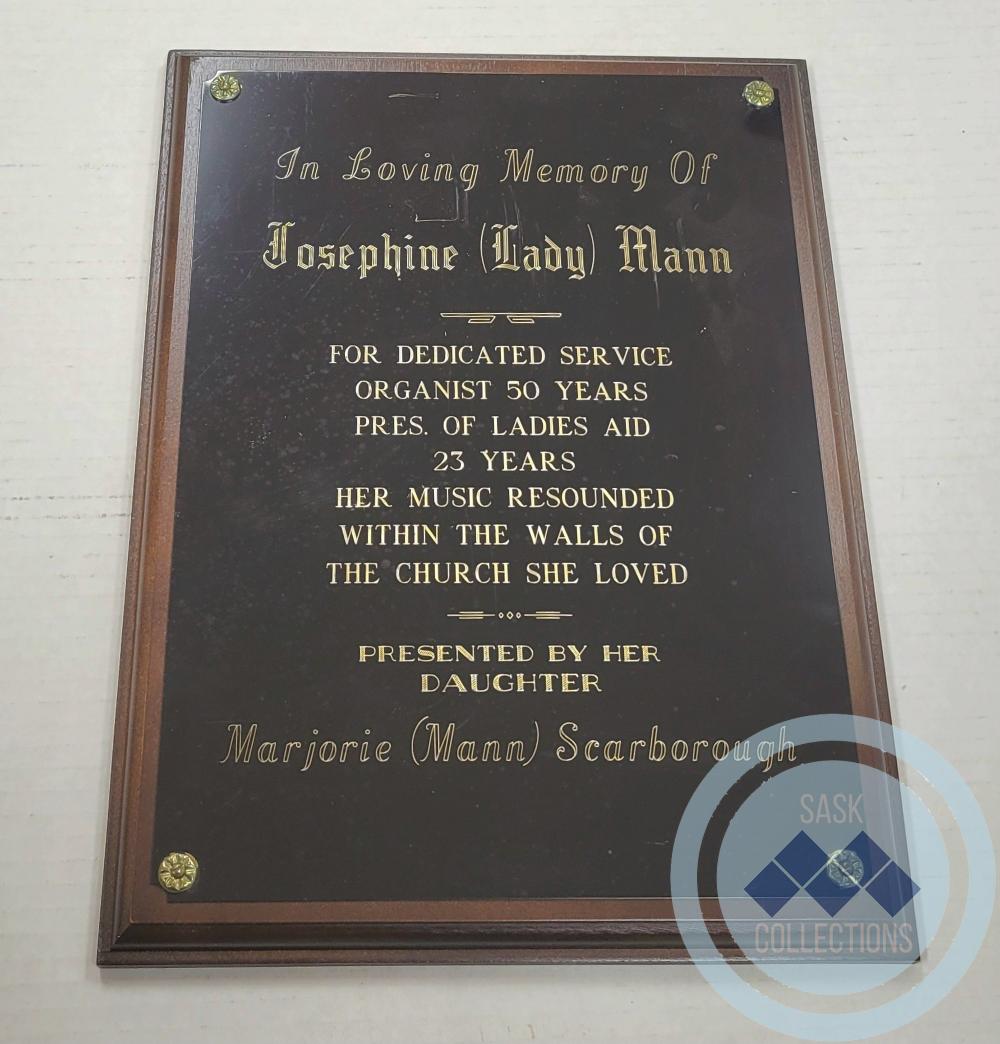 In Loving Memory Of
Josephine (Lady) Mann
FOR DEDICATED SERVICE
ORGANIST 50 YEARS
PRES. OF LADIES AID
23 YEARS
HER MUSIC RESOUNDED
WITHIN THE WALLS OF
THE CHURCH SHE LOVED
PRESENTED BY HER
DAUGHTER
Marjorie (Mann) Scarborough
SASK
COLLECTIONS